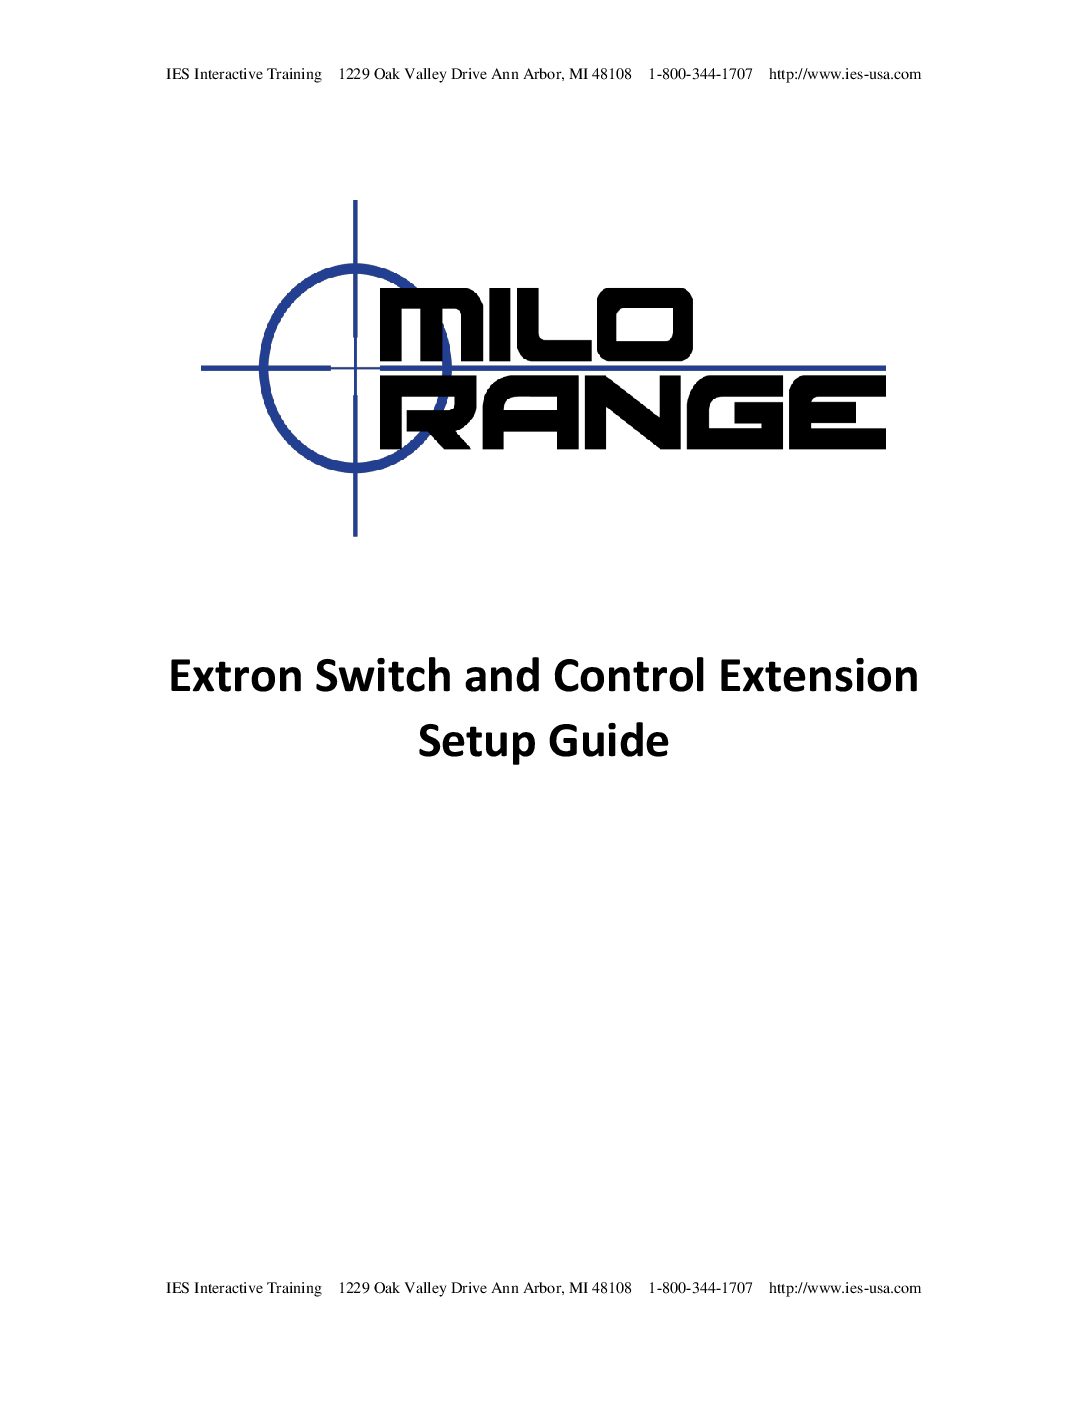 IES Interactive Training 1229 Oak Valley Drive Ann Arbor, MI 48108 1-800-344-1707 http://www.ies-usa.com
MILO
RANGE
Extron Switch and Control Extension
Setup Guide
IES Interactive Training 1229 Oak Valley Drive Ann Arbor, MI 48108 1-800-344-1707 http://www.ies-usa.com